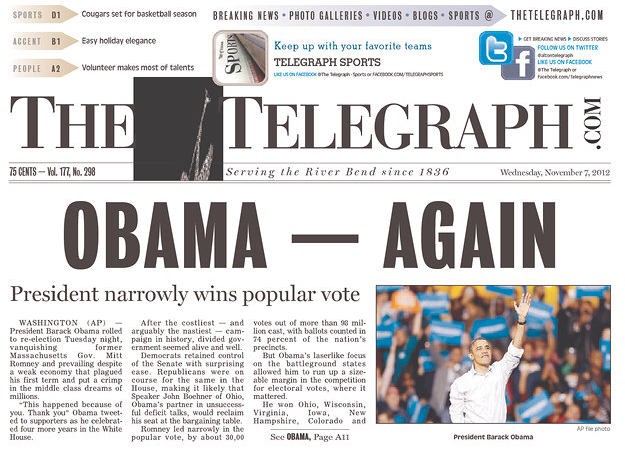 SPORTS D1 Cougars set for basketball season
ACCENT B1 Easy holiday elegance
PEOPLE A2 Volunteer makes most of talents
BREAKING NEWS • PHOTO GALLERIES • VIDEOS • BLOGS • SPORTS @ THETELEGRAPH.COM
SPORTS
Keep up with your favorite teams
TELEGRAPH SPORTS
LIKE US ON FACEBOOK @The Telegraph - Sports or FACEBOOK.COM/TELEGRAPHSPORTS
GET BREAKING NEWS DISCUSS STORIES
FOLLOW US ON TWITTER
@altontelegraph
LIKE US ON FACEBOOK
@The Telegraph or
facebook.com/telegraphnews
THE TELEGRAPH
.COM
75 CENTS — Vol. 177, No. 298
Serving the River Bend since 1836
Wednesday, November 7, 2012
OBAMA — AGAIN
President narrowly wins popular vote
WASHINGTON (AP) —
President Barack Obama rolled
to re-election Tuesday night,
vanquishing former
Massachusetts Gov. Mitt
Romney and prevailing despite
a weak economy that plagued
his first term and put a crimp
in the middle class dreams of
millions.
“This happened because of
you. Thank you” Obama tweet-
ed to supporters as he celebrat-
ed four more years in the White
House.
After the costliest — and
arguably the nastiest — cam-
paign in history, divided gov-
ernment seemed alive and well.
Democrats retained control
of the Senate with surprising
ease. Republicans were on
course for the same in the
House, making it likely that
Speaker John Boehner of Ohio,
Obama’s partner in unsuccess-
ful deficit talks, would reclaim
his seat at the bargaining table.
Romney led narrowly in the
popular vote, by about 30,00
votes out of more than 98 mil-
lion cast, with ballots counted in
74 percent of the nation’s
precincts.
But Obama’s laserlike focus
on the battleground states
allowed him to run up a size-
able margin in the competition
for electoral votes, where it
mattered.
He won Ohio, Wisconsin,
Virginia, Iowa, New
Hampshire, Colorado and
See OBAMA, Page A11
AP file photo
President Barack Obama